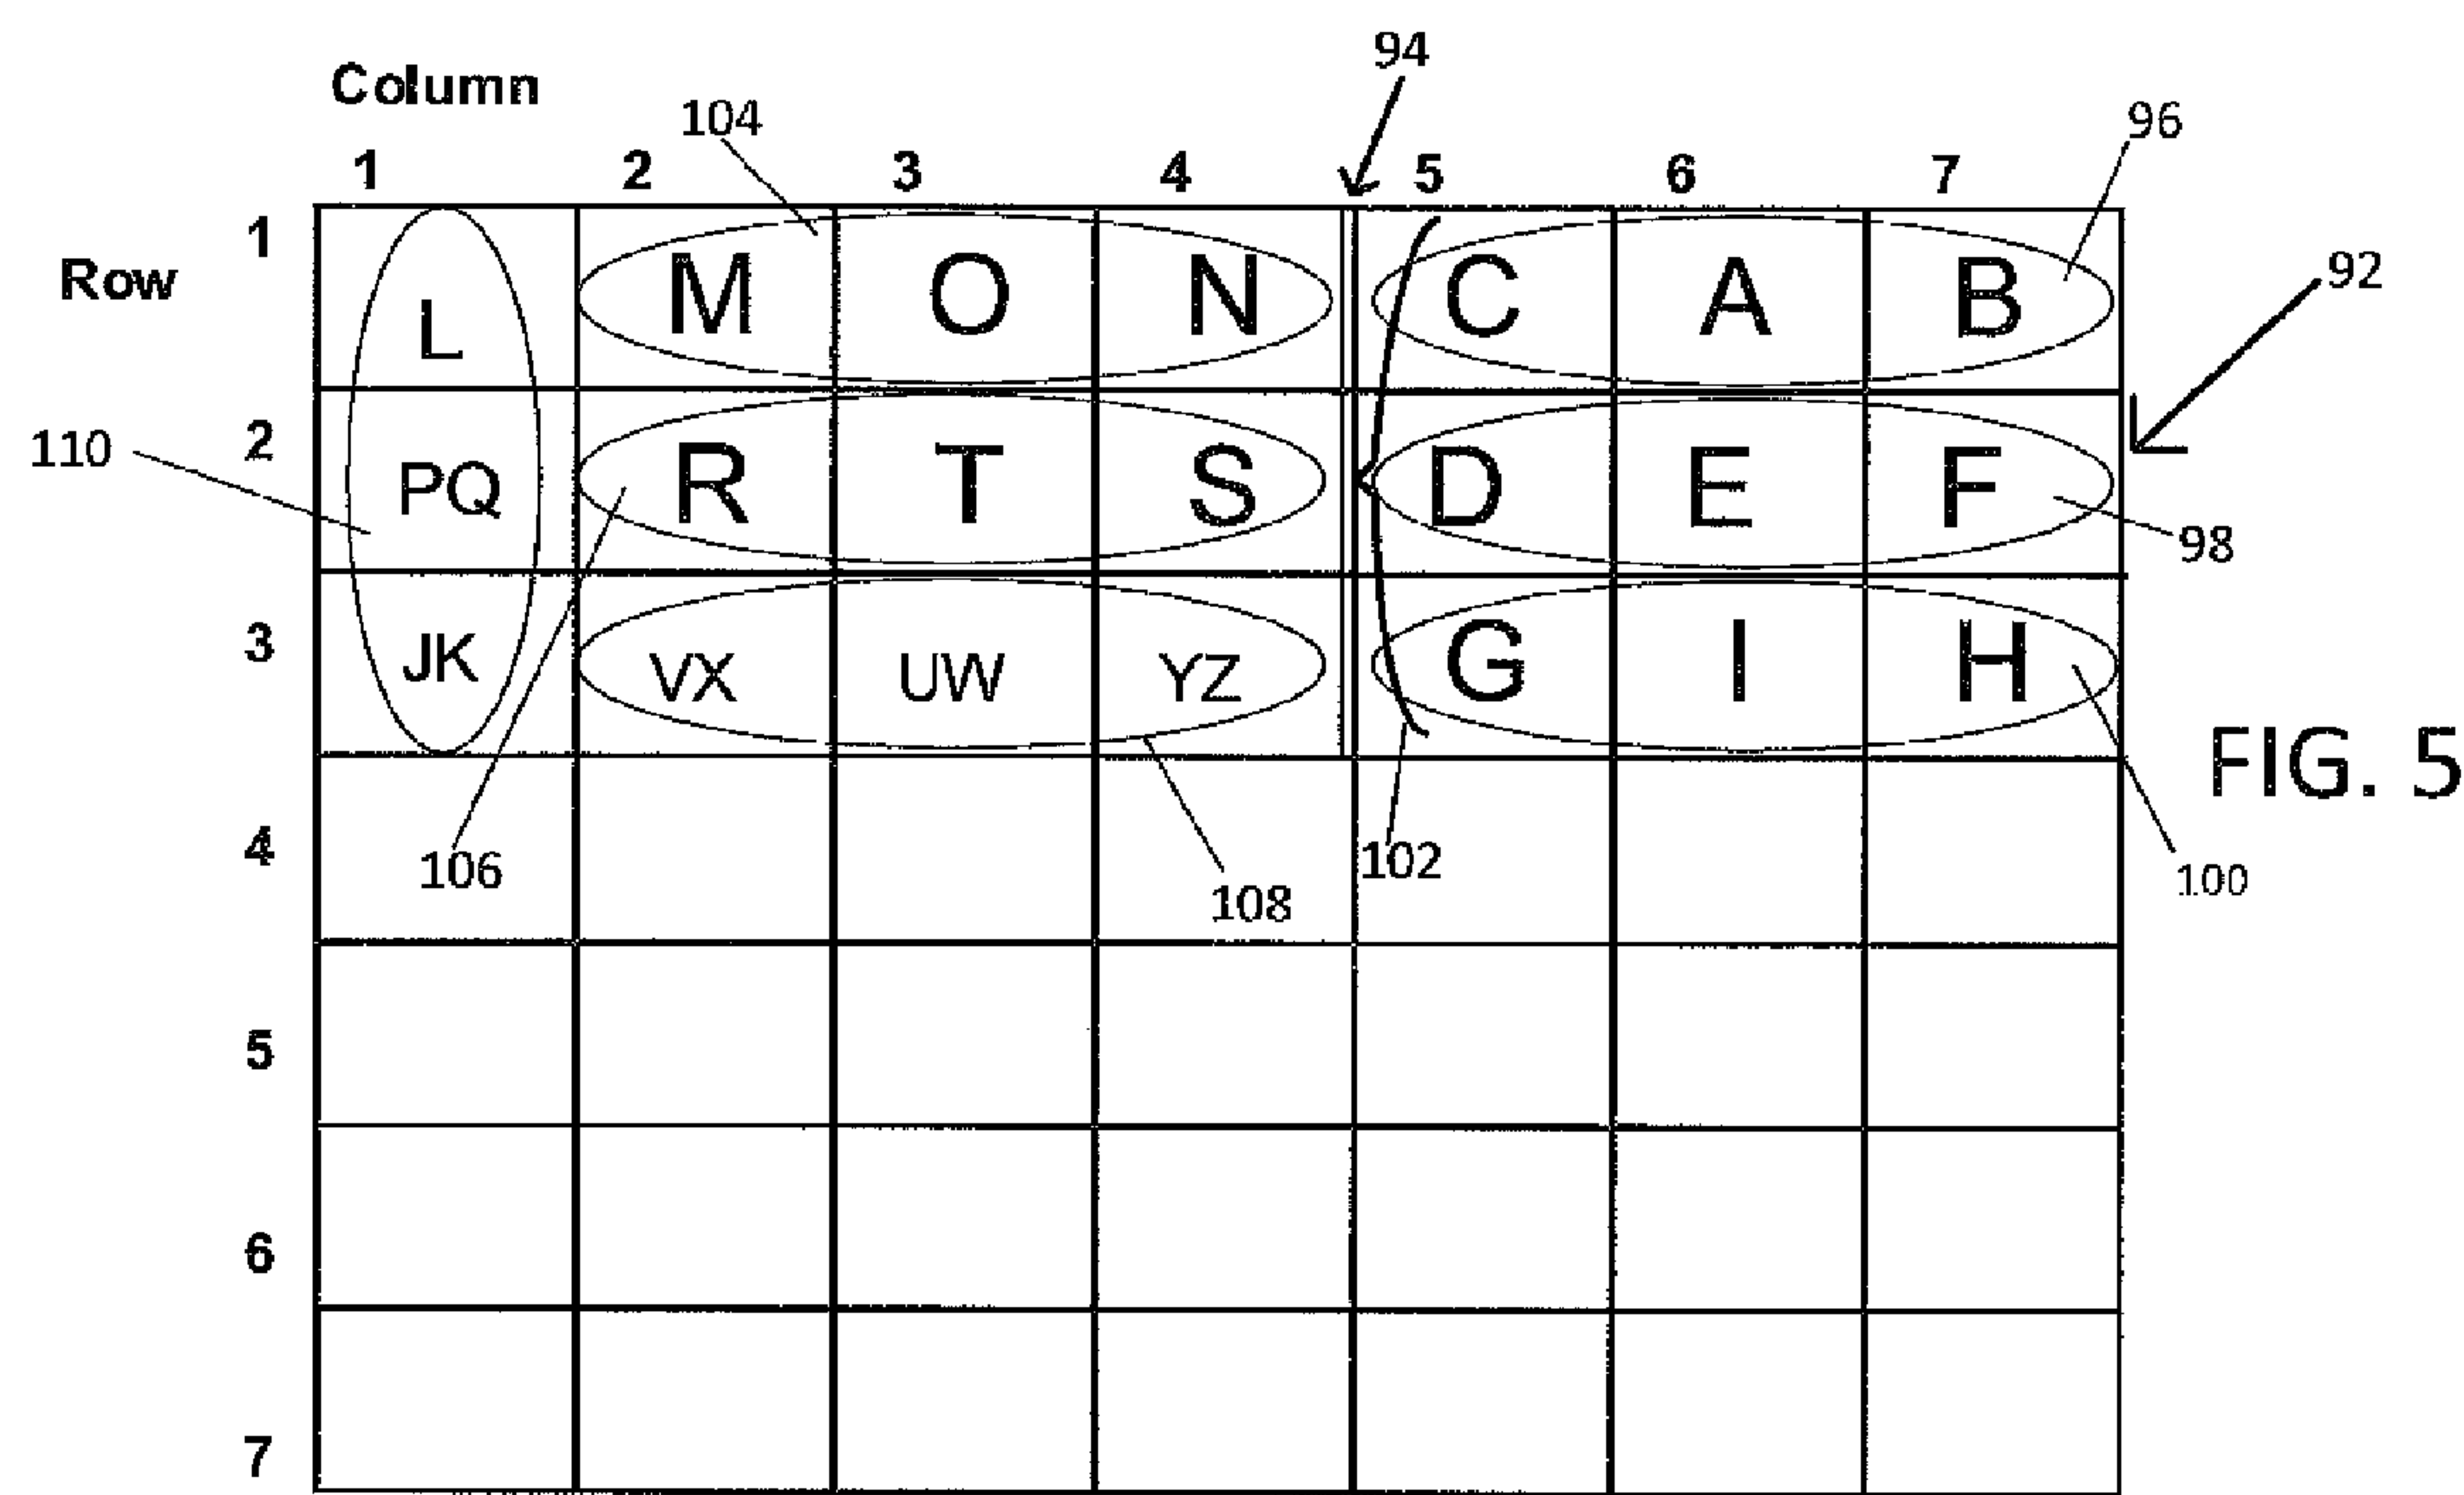 94
Column
104
96
1 2 3 4 5 6 7
1
Row
L M O N C A B
92
2
110
PQ R T S D E F
98
3
JK VX UW YZ G I H
FIG. 5
4
106
108
102
100
5
6
7